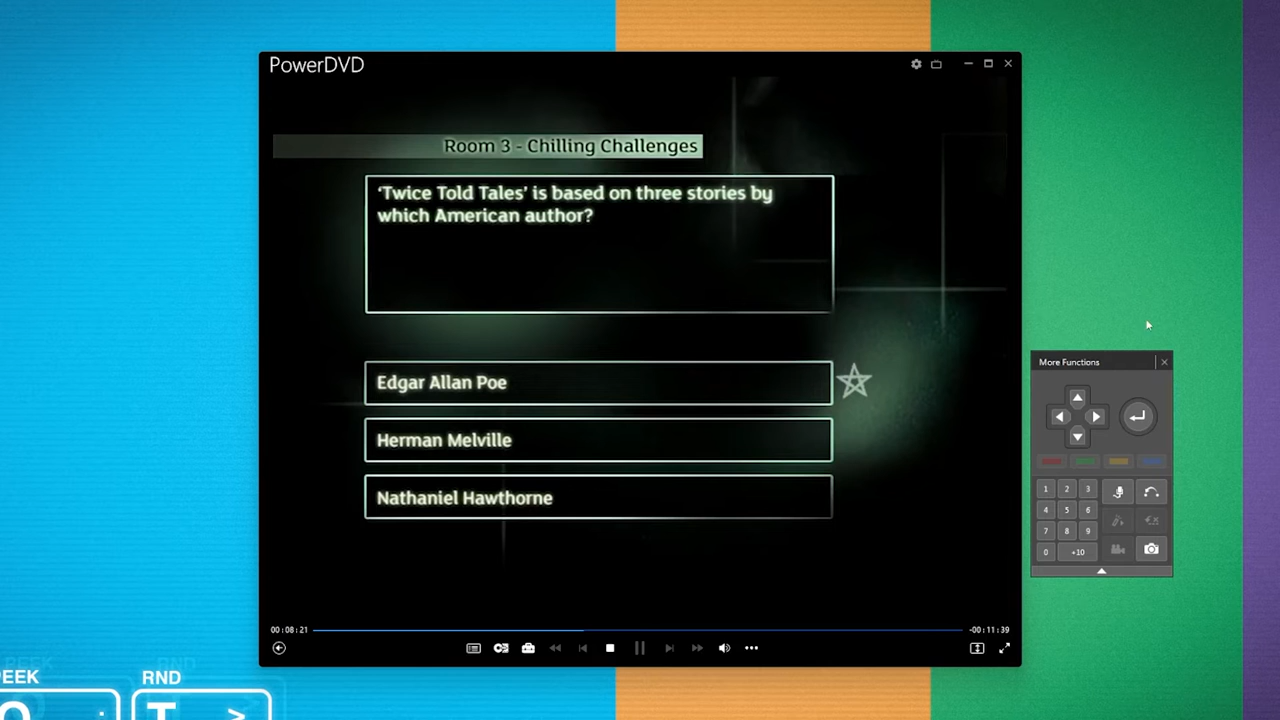 PowerDVD
Room 3 - Chilling Challenges
‘Twice Told Tales’ is based on three stories by
which American author?
Edgar Allan Poe
Herman Melville
Nathaniel Hawthorne
More Functions
1 2 3
4 5 6
7 8 9
0 +10
00:08:21
-00:11:39
EEK
RND
T >